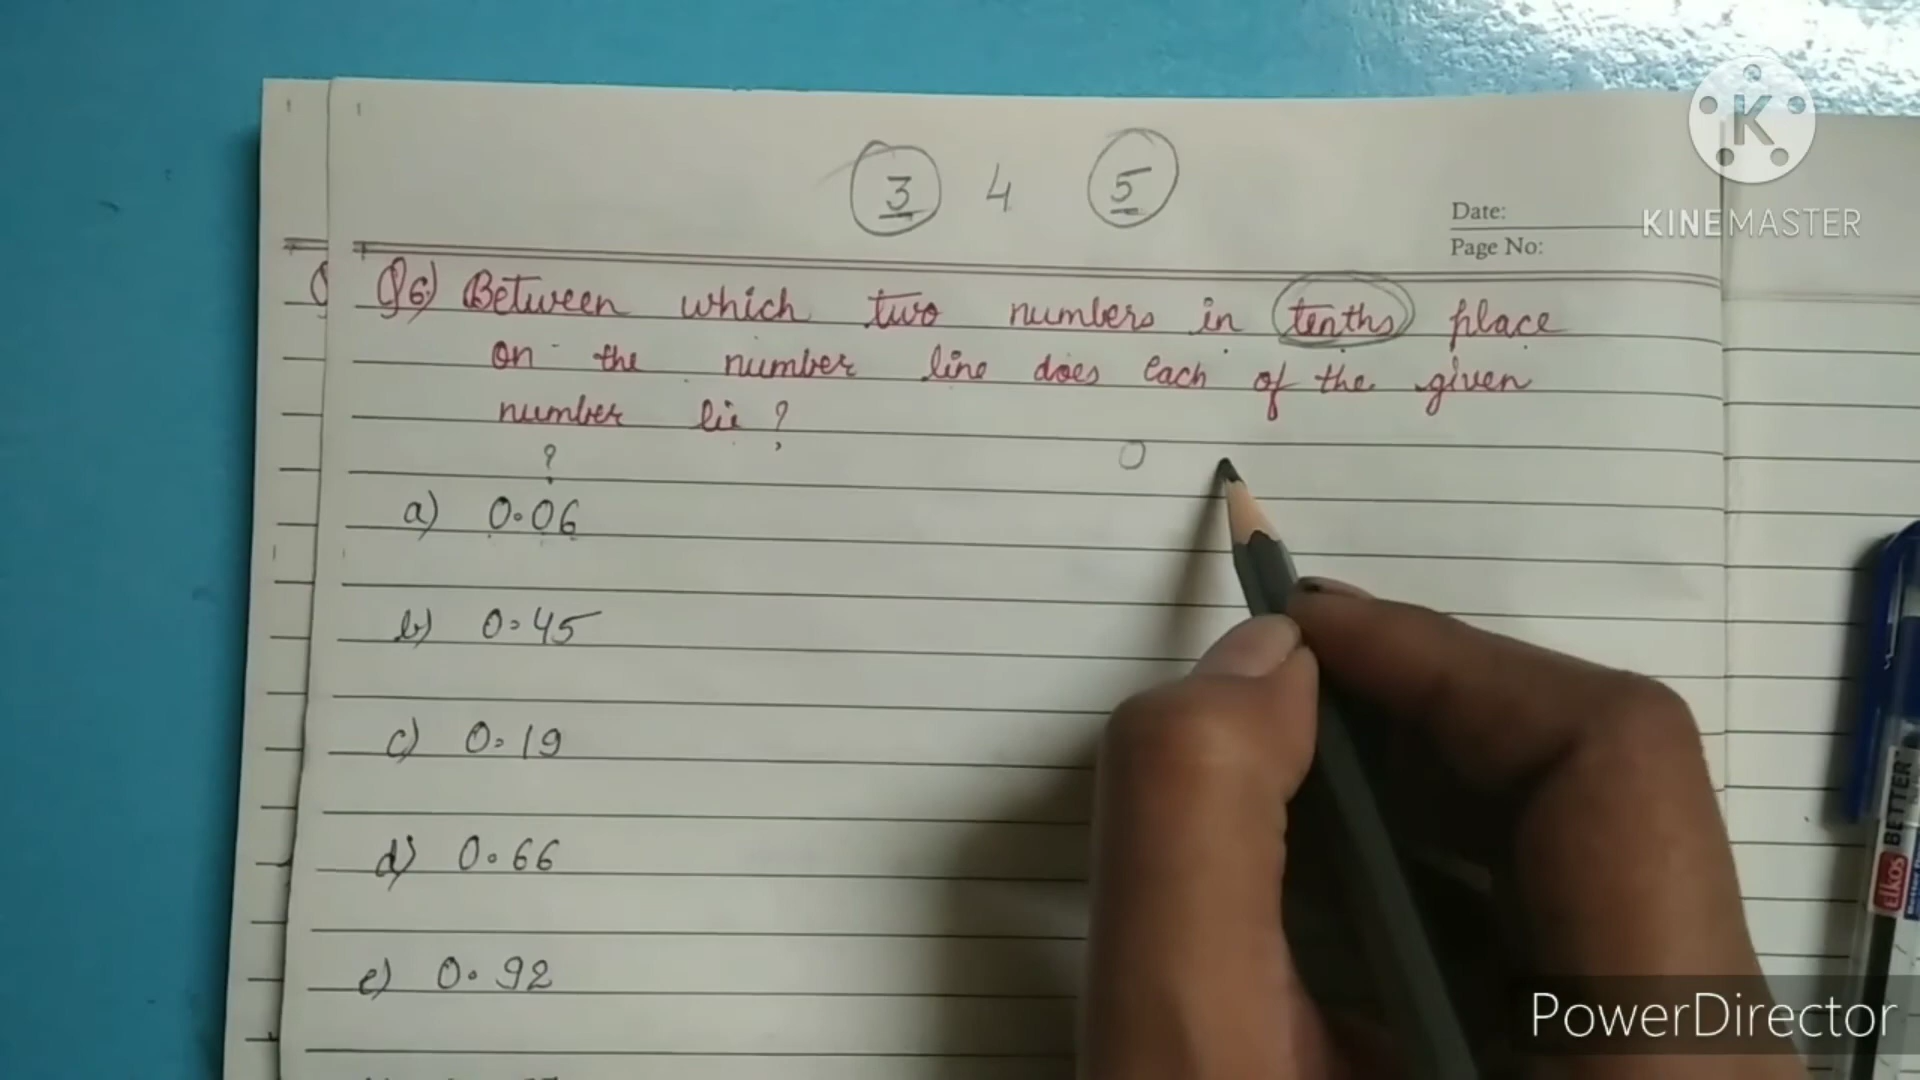 3 4 5
Date:
Page No:
KINEMASTER
Q6) Between which two numbers in tenths place
on the number line does each of the given
number lie ?
? 0
a) 0.06
b) 0.45
c) 0.19
d) 0.66
e) 0.92
PowerDirector
Elkos BETTER